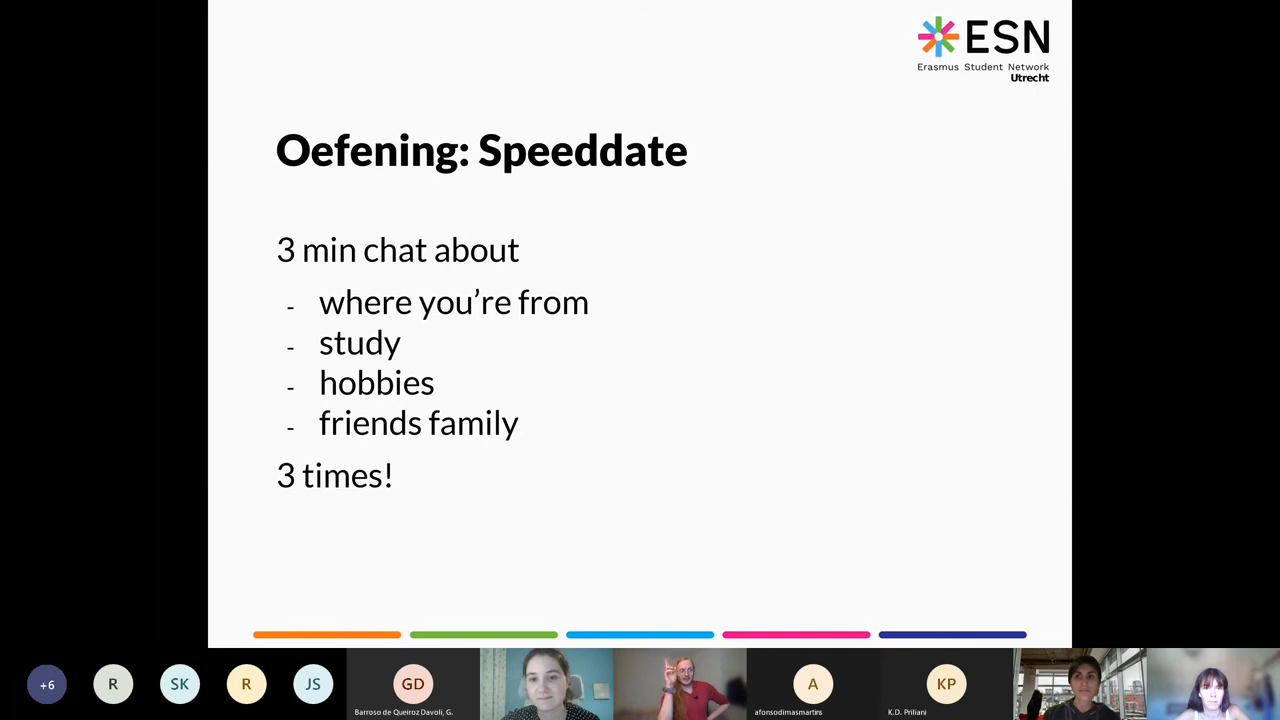 ESN
Erasmus Student Network
Utrecht
Oefening: Speeddate
3 min chat about
- where you’re from
- study
- hobbies
- friends family
3 times!
+6
R
SK
R
JS
GD
Barroso de Queiroz Davoli, G.
A
afonsodimasmartins
KP
K.D. Priliani